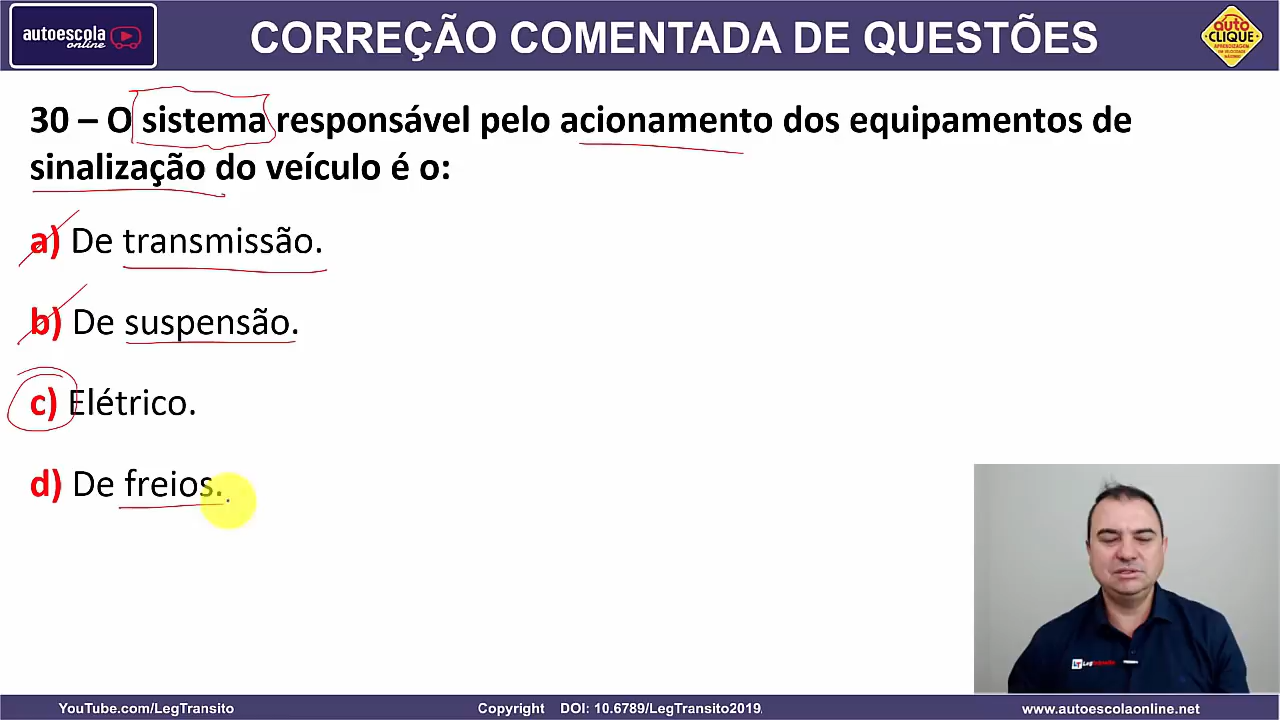 autoescola
online
CORREÇÃO COMENTADA DE QUESTÕES
auto
CLIQUE
30 – O sistema responsável pelo acionamento dos equipamentos de
sinalização do veículo é o:
a) De transmissão.
b) De suspensão.
c) Elétrico.
d) De freios.
YouTube.com/LegTransito
Copyright DOI: 10.6789/LegTransito2019
www.autoescolaonline.net